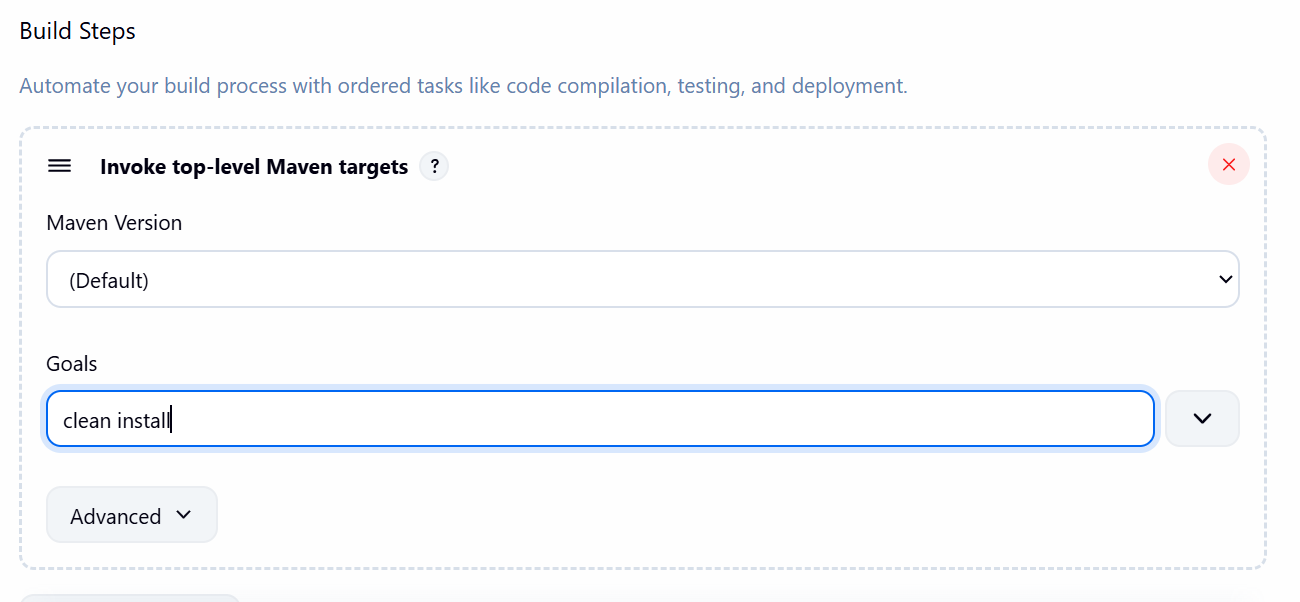 Build Steps
Automate your build process with ordered tasks like code compilation, testing, and deployment.
Invoke top-level Maven targets ?
Maven Version
(Default)
Goals
clean install
Advanced